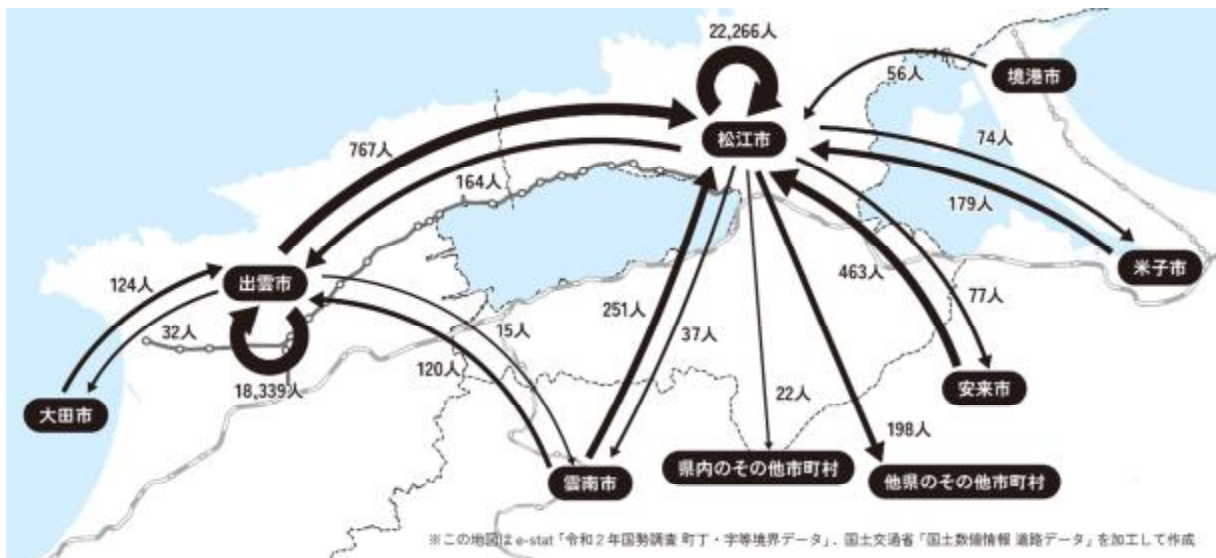 22,266人
56人
境港市
松江市
74人
767人
164人
179人
米子市
463人
124人
出雲市
77人
251人
32人
15人
37人
120人
18,339人
22人
安来市
大田市
198人
県内のその他市町村
雲南市
他県のその他市町村
※この地図は e-stat「令和２年国勢調査 町丁・字等境界データ」、国土交通省「国土数値情報 道路データ」を加工して作成